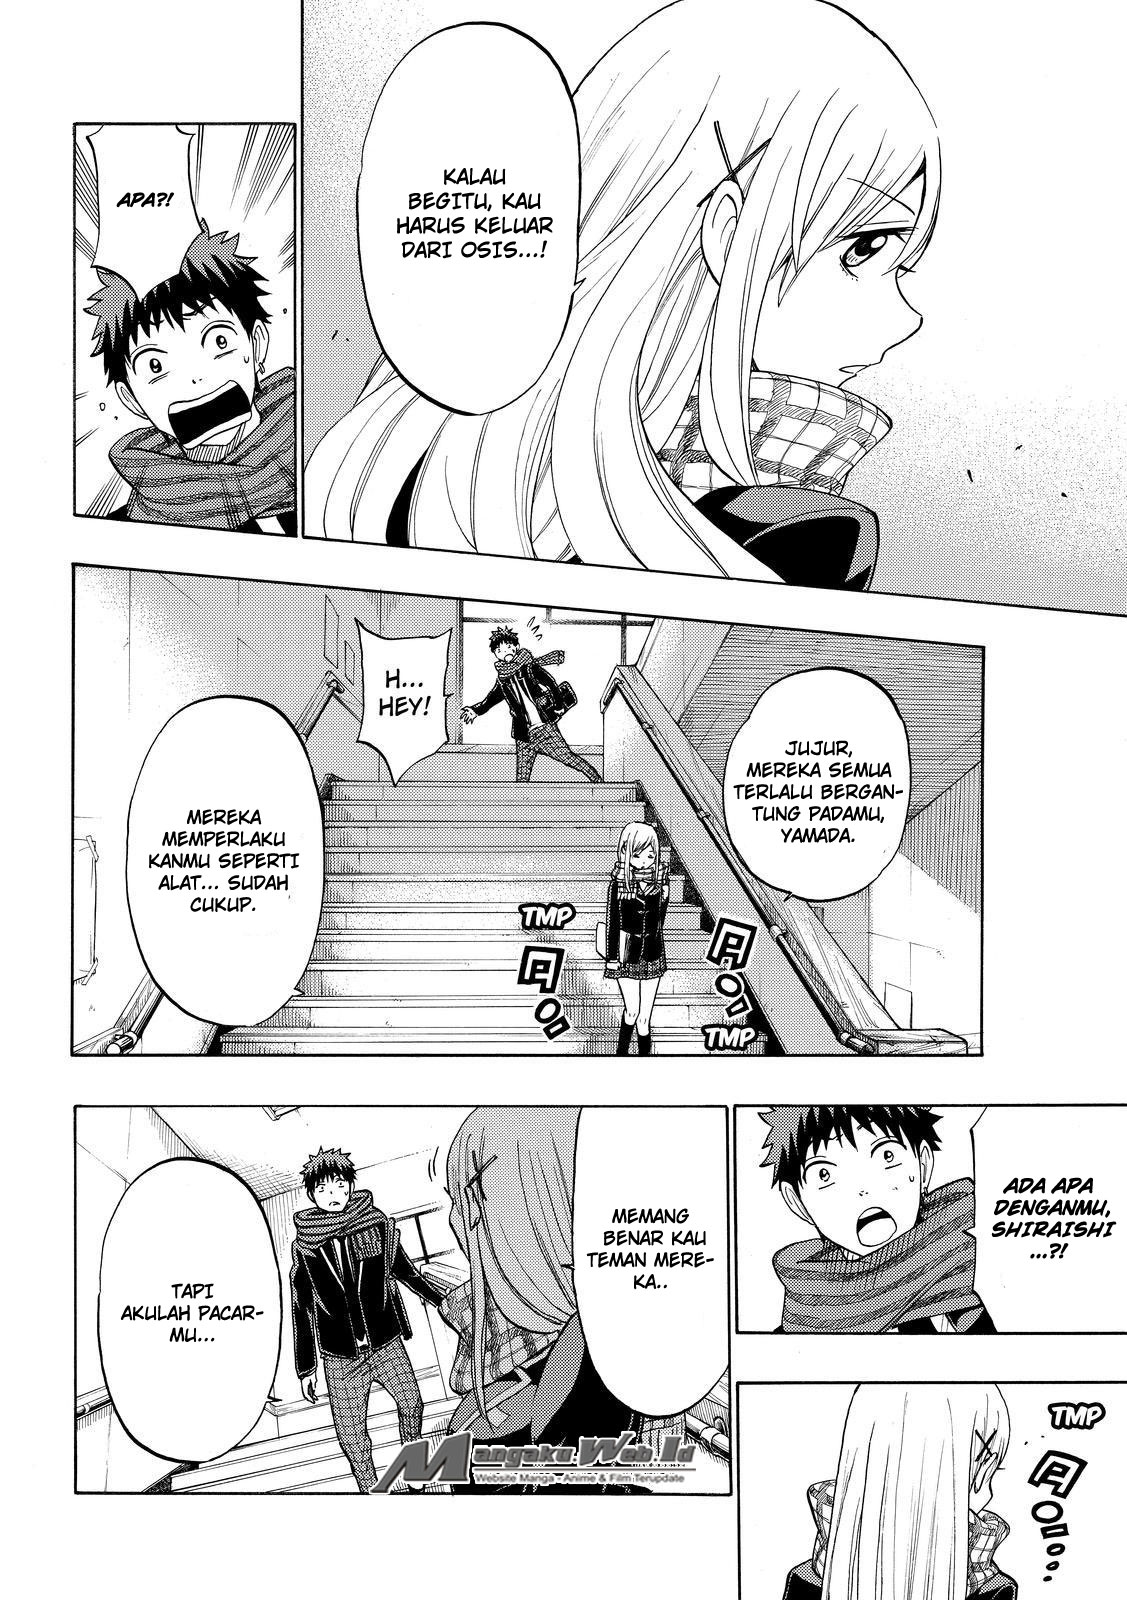 KALAU
BEGITU, KAU
HARUS KELUAR
DARI OSIS...!
APA?!
JUJUR,
MEREKA SEMUA
TERLALU BERGAN-
TUNG PADAMU,
YAMADA.
H...
HEY!
MEREKA
MEMPERLAKU
KANMU SEPERTI
ALAT... SUDAH
CUKUP.
TMP
TMP
ADA APA
DENGANMU,
SHIRAISHI
...?!
MEMANG
BENAR KAU
TEMAN MERE-
KA..
TAPI
AKULAH PACAR-
MU...
TMP
Mangaku.Web.Id
Website Manga - Anime & Film Terupdate